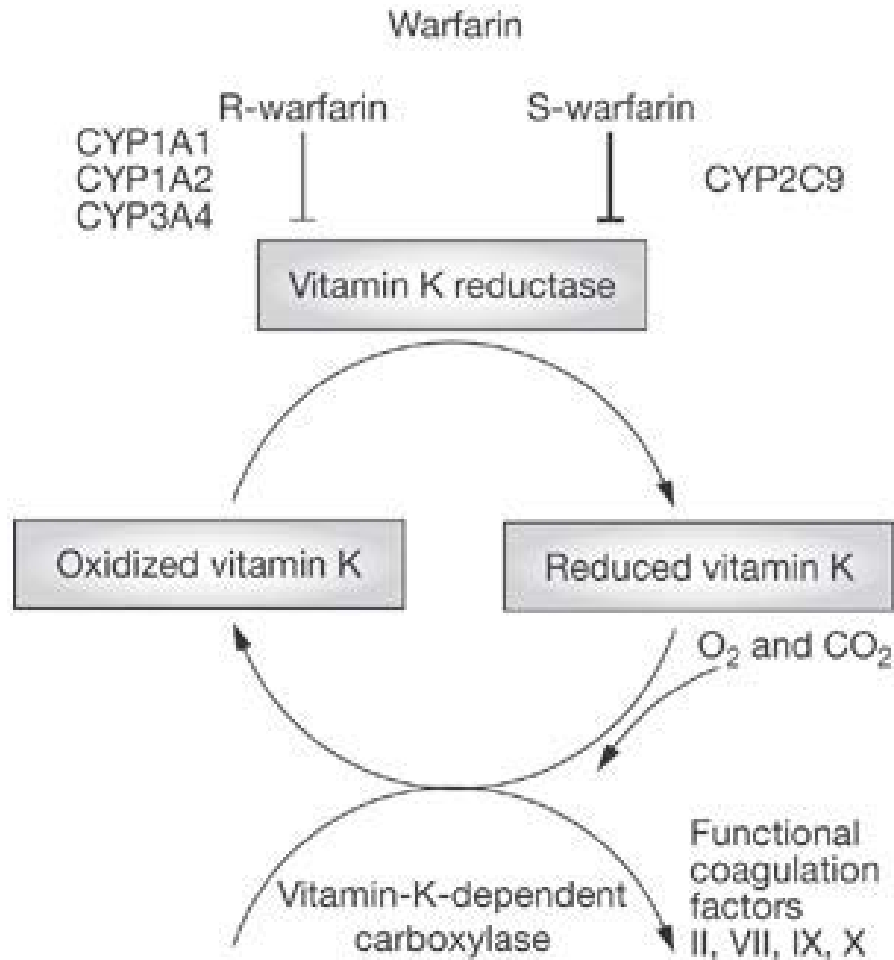 Warfarin
R-warfarin
S-warfarin
CYP1A1
CYP1A2
CYP3A4
CYP2C9
Vitamin K reductase
Oxidized vitamin K
Reduced vitamin K
O₂ and CO₂
Vitamin-K-dependent
carboxylase
Functional
coagulation
factors
II, VII, IX, X